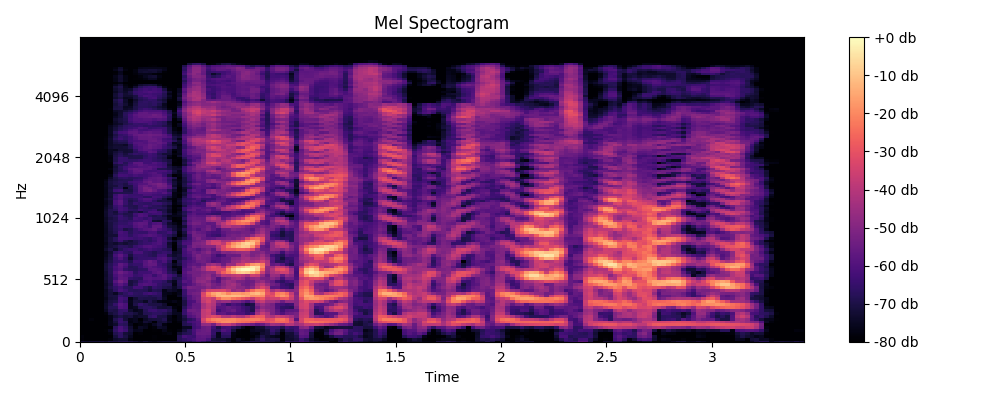 Mel Spectogram
+0 db
-10 db
-20 db
-30 db
-40 db
-50 db
-60 db
-70 db
-80 db
4096
2048
1024
512
0
Hz
0 0.5 1 1.5 2 2.5 3
Time